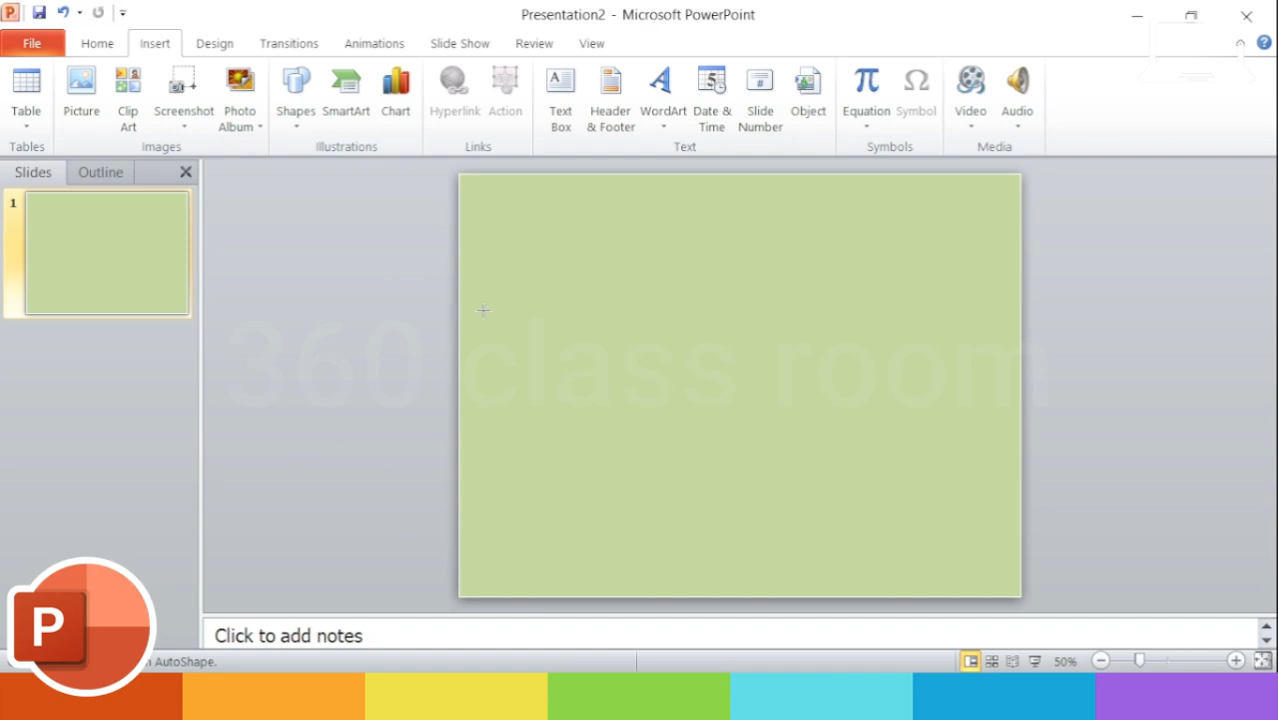 Presentation2 - Microsoft PowerPoint
File Home Insert Design Transitions Animations Slide Show Review View
Table Picture Clip Art Screenshot Photo Album Shapes SmartArt Chart Hyperlink Action Text Box Header & Footer WordArt Date & Time Slide Number Object Equation Symbol Video Audio
Tables Images Illustrations Links Text Symbols Media
Slides Outline
1
360 class room
Click to add notes
AutoShape. 50%
P